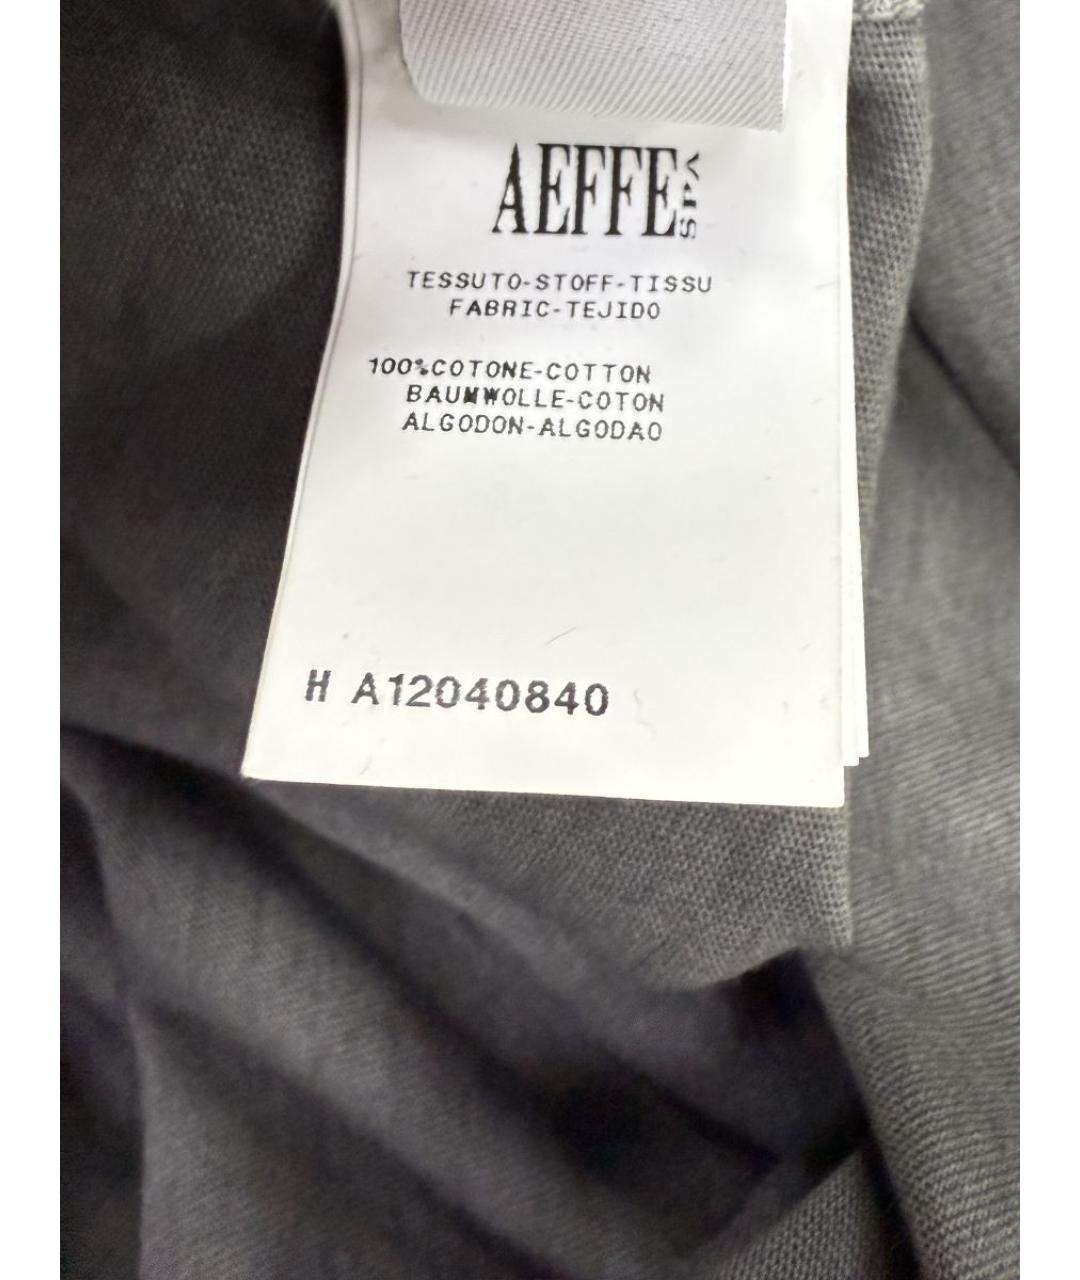 AEFFE SPA
TESSUTO-STOFF-TISSU
FABRIC-TEJIDO
100%COTONE-COTTON
BAUMWOLLE-COTON
ALGODON-ALGODAO
H A12040840